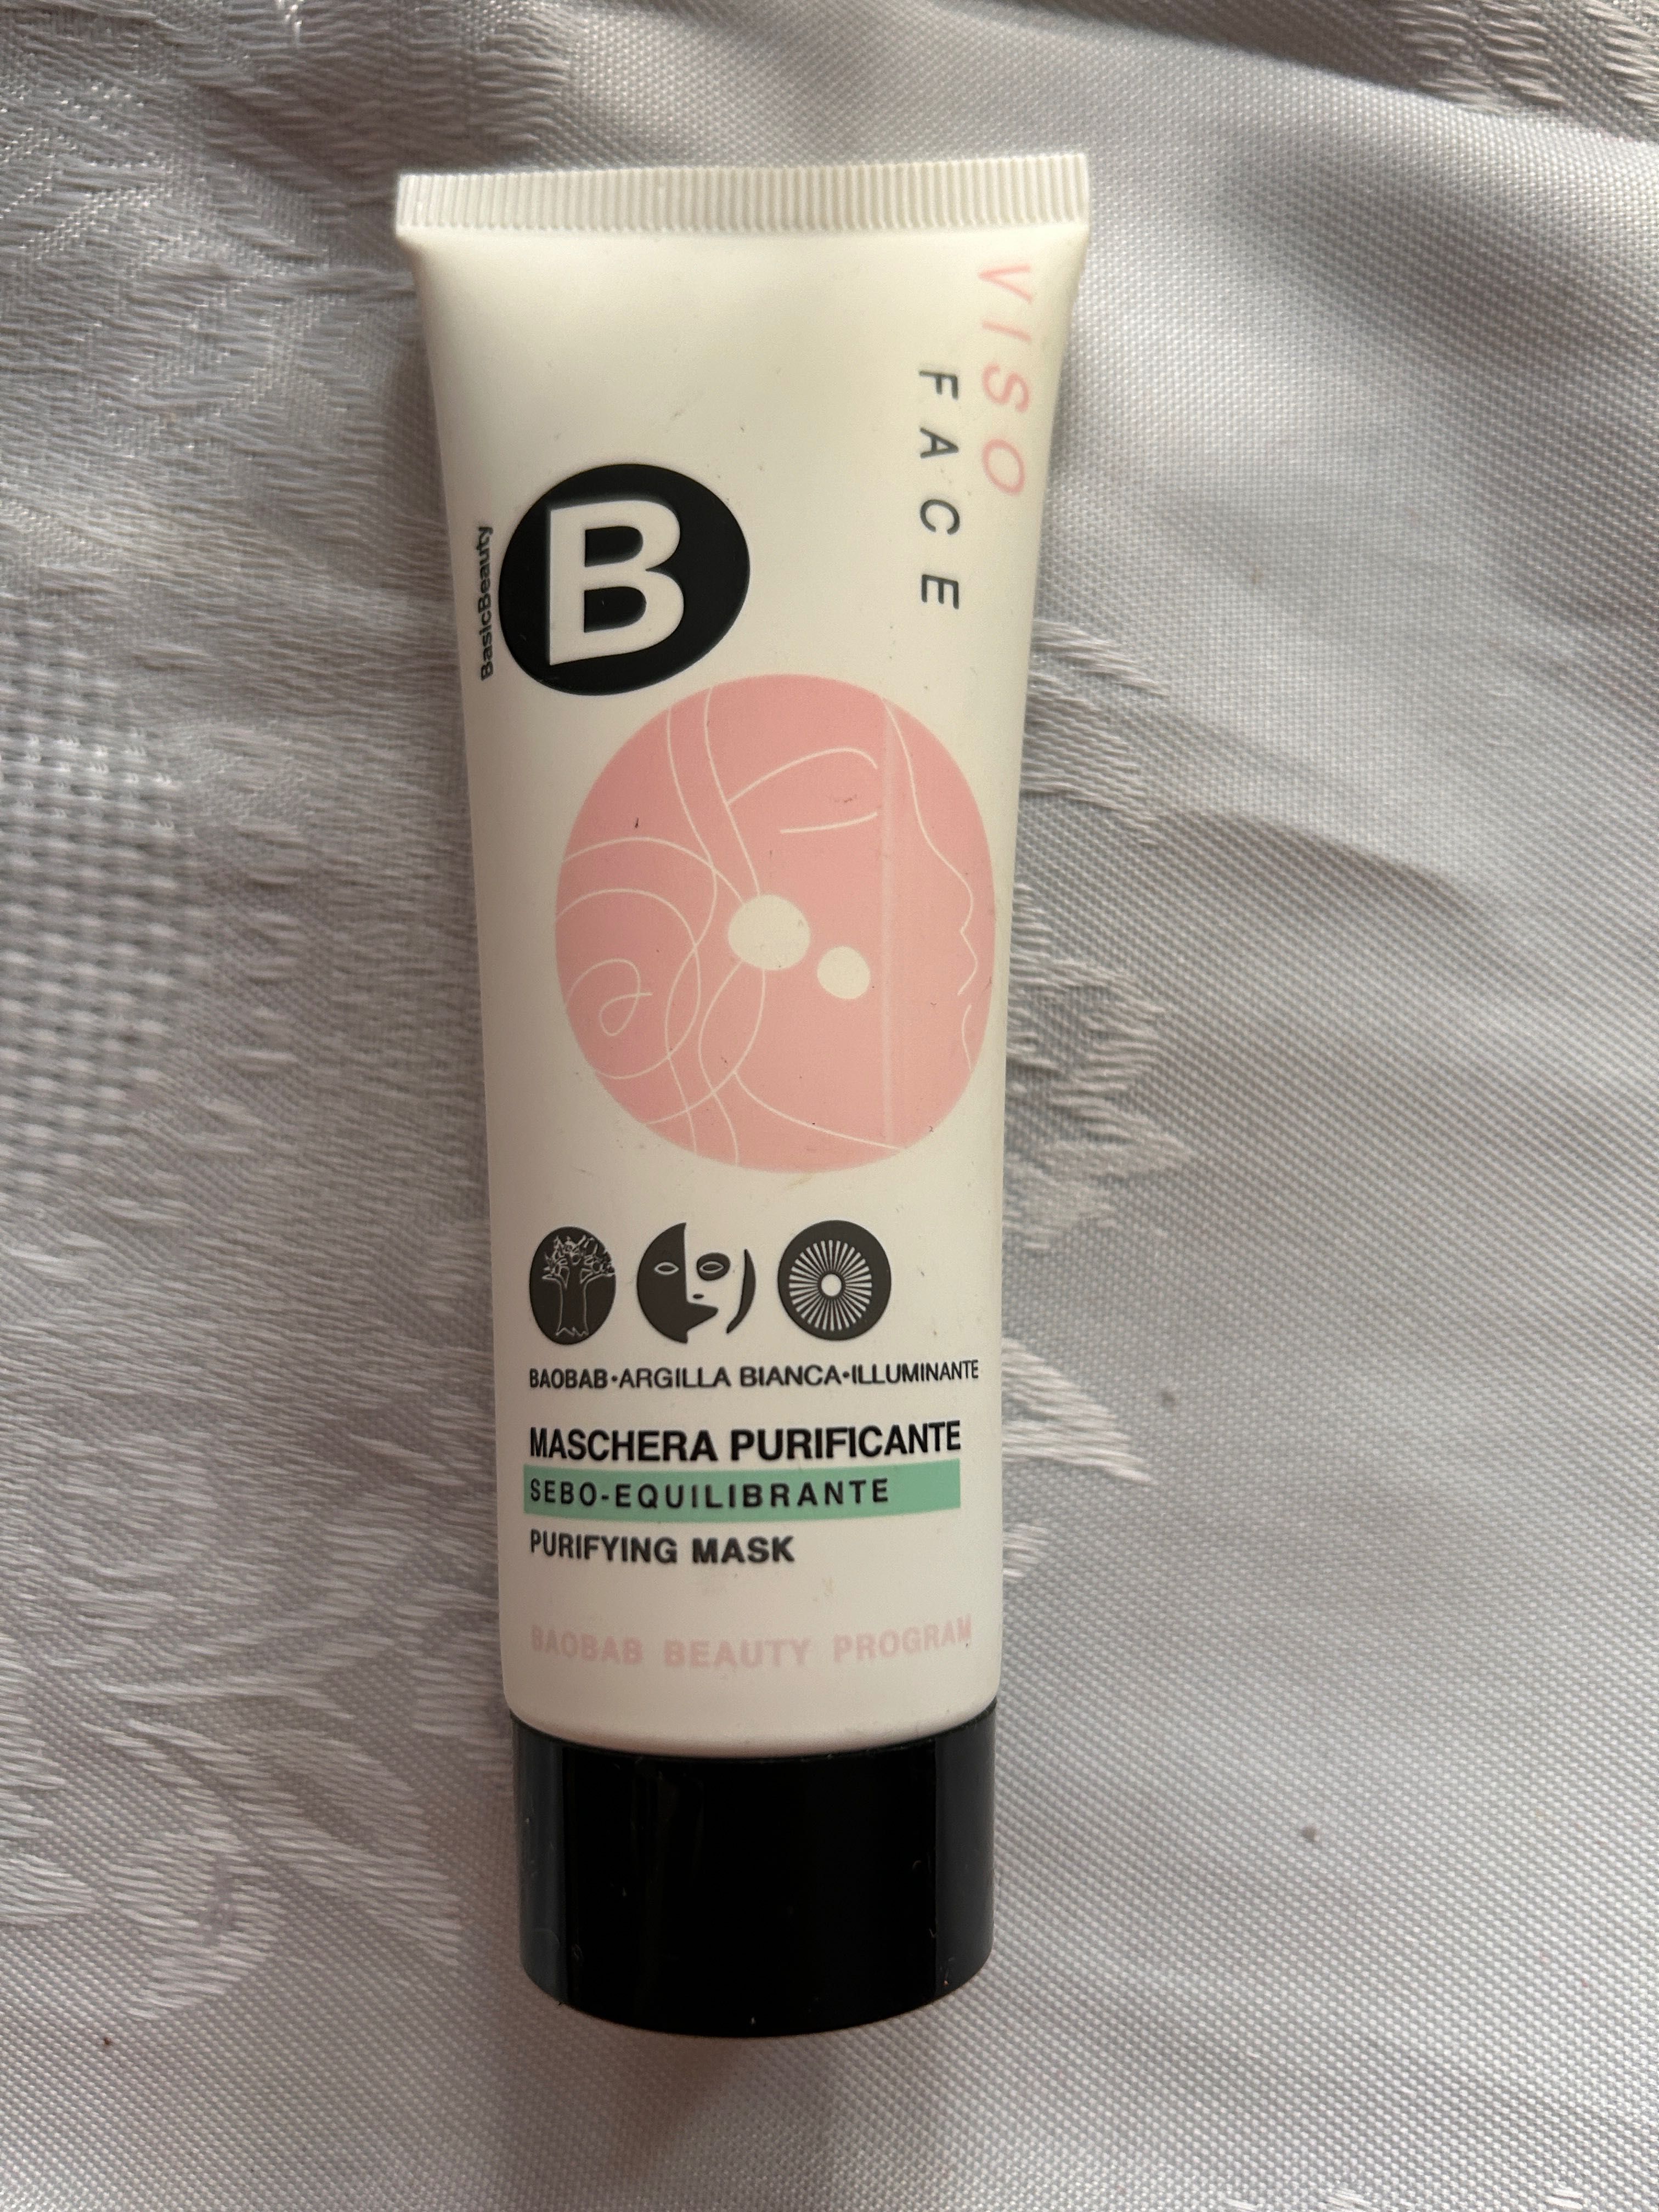 VISO
FACE
BasicBeauty
B
BAOBAB•ARGILLA BIANCA•ILLUMINANTE
MASCHERA PURIFICANTE
SEBO-EQUILIBRANTE
PURIFYING MASK
BAOBAB BEAUTY PROGRAM